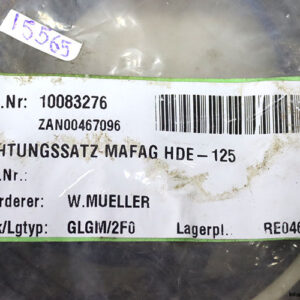 15565
.Nr: 10083276
ZAN00467096
HTUNGSSATZ MAFAG HDE-125
.Nr.:
rderer: W.MUELLER
k/Lgtyp: GLGM/2F0 Lagerpl.: RE046